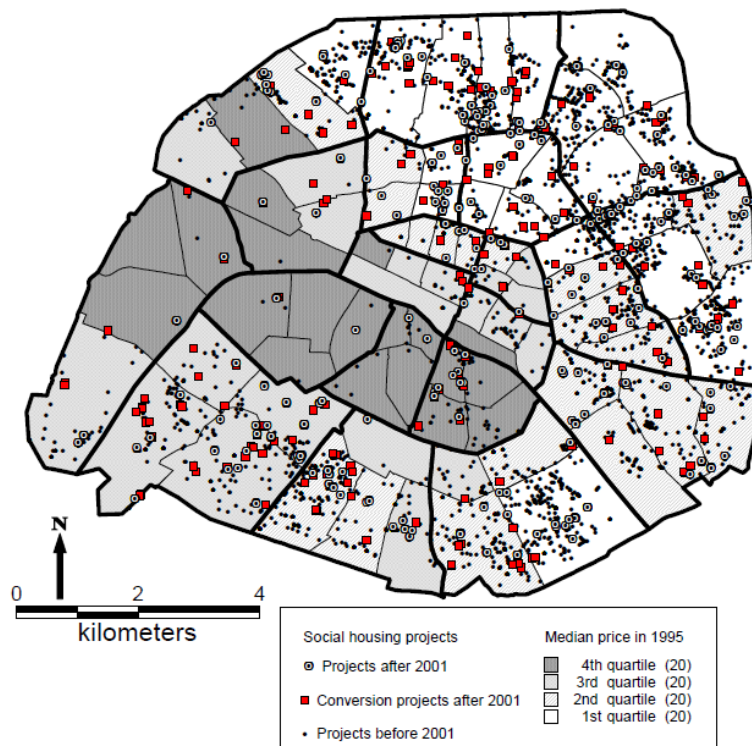 N
0 2 4
kilometers
Social housing projects
Projects after 2001
Conversion projects after 2001
Projects before 2001
Median price in 1995
4th quartile (20)
3rd quartile (20)
2nd quartile (20)
1st quartile (20)